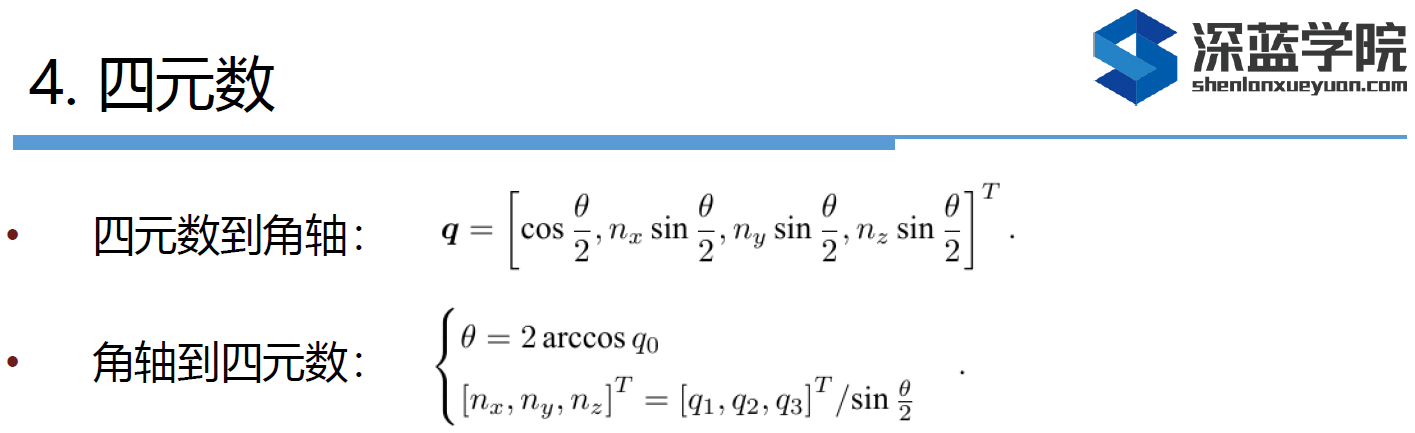 4. 四元数
深蓝学院
shenlanxueyuan.com
• 四元数到角轴： q = [cos θ/2, n_x sin θ/2, n_y sin θ/2, n_z sin θ/2]^T .
• 角轴到四元数： { θ = 2 arccos q_0
[n_x, n_y, n_z]^T = [q_1, q_2, q_3]^T / sin θ/2 .